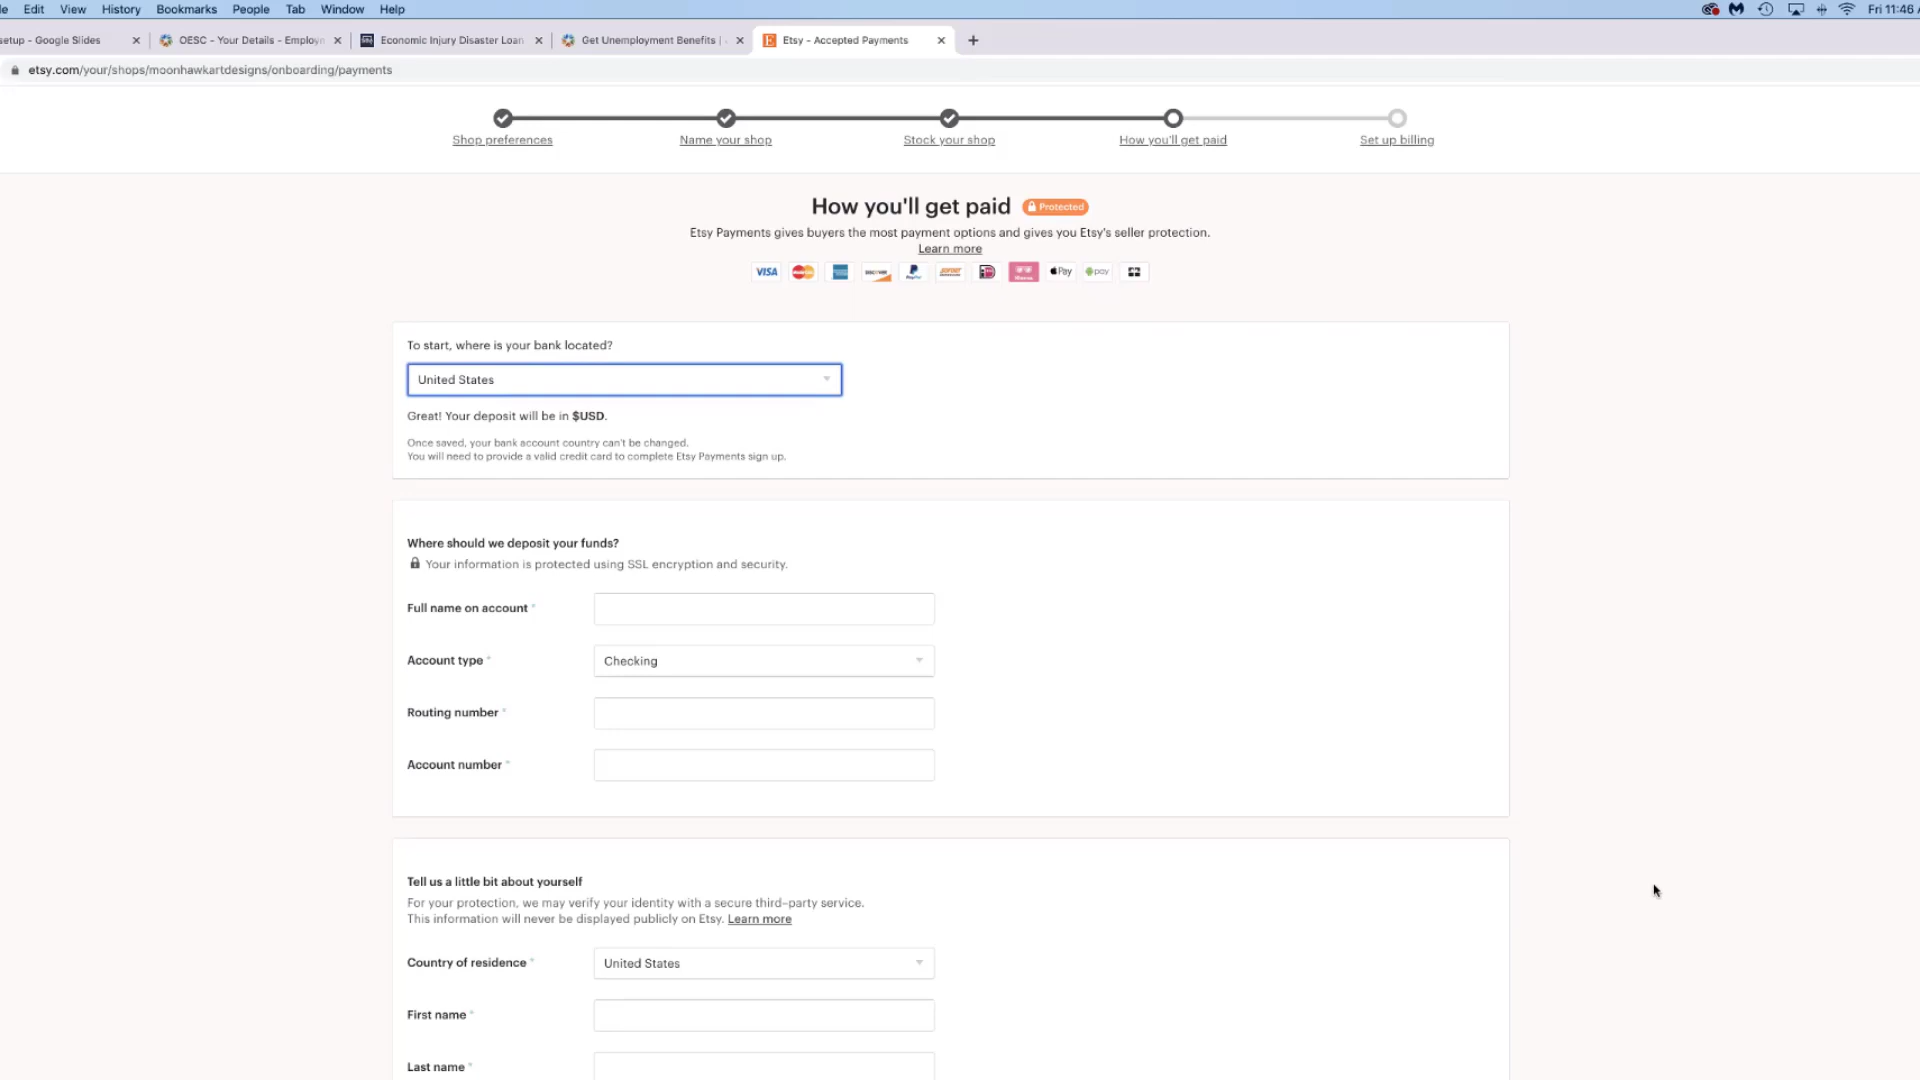 Edit View History Bookmarks People Tab Window Help Fri 11:46
setup - Google Slides OESC - Your Details - Employn Economic Injury Disaster Loan Get Unemployment Benefits | Etsy - Accepted Payments
etsy.com/your/shops/moonhawkartdesigns/onboarding/payments
Shop preferences Name your shop Stock your shop How you'll get paid Set up billing
How you'll get paid Protected
Etsy Payments gives buyers the most payment options and gives you Etsy's seller protection.
Learn more
VISA DISCOVER PayPal Klarna Pay pay
To start, where is your bank located?
United States
Great! Your deposit will be in $USD.
Once saved, your bank account country can't be changed.
You will need to provide a valid credit card to complete Etsy Payments sign up.
Where should we deposit your funds?
Your information is protected using SSL encryption and security.
Full name on account *
Account type * Checking
Routing number *
Account number *
Tell us a little bit about yourself
For your protection, we may verify your identity with a secure third-party service.
This information will never be displayed publicly on Etsy. Learn more
Country of residence * United States
First name *
Last name *